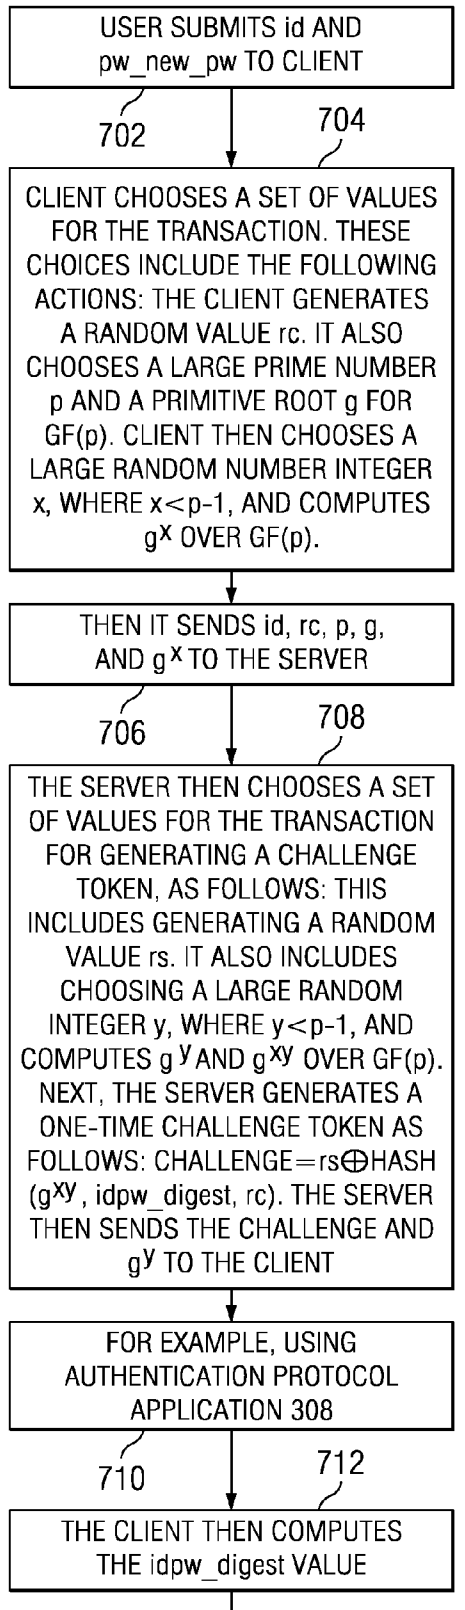 USER SUBMITS id AND
pw_new_pw TO CLIENT
702
704
CLIENT CHOOSES A SET OF VALUES
FOR THE TRANSACTION. THESE
CHOICES INCLUDE THE FOLLOWING
ACTIONS: THE CLIENT GENERATES
A RANDOM VALUE rc. IT ALSO
CHOOSES A LARGE PRIME NUMBER
p AND A PRIMITIVE ROOT g FOR
GF(p). CLIENT THEN CHOOSES A
LARGE RANDOM NUMBER INTEGER
x, WHERE x<p-1, AND COMPUTES
g^x OVER GF(p).
THEN IT SENDS id, rc, p, g,
AND g^x TO THE SERVER
706
708
THE SERVER THEN CHOOSES A SET
OF VALUES FOR THE TRANSACTION
FOR GENERATING A CHALLENGE
TOKEN, AS FOLLOWS: THIS
INCLUDES GENERATING A RANDOM
VALUE rs. IT ALSO INCLUDES
CHOOSING A LARGE RANDOM
INTEGER y, WHERE y<p-1, AND
COMPUTES g^y AND g^xy OVER GF(p).
NEXT, THE SERVER GENERATES A
ONE-TIME CHALLENGE TOKEN AS
FOLLOWS: CHALLENGE=rs⊕HASH
(g^xy, idpw_digest, rc). THE SERVER
THEN SENDS THE CHALLENGE AND
g^y TO THE CLIENT
FOR EXAMPLE, USING
AUTHENTICATION PROTOCOL
APPLICATION 308
710
712
THE CLIENT THEN COMPUTES
THE idpw_digest VALUE